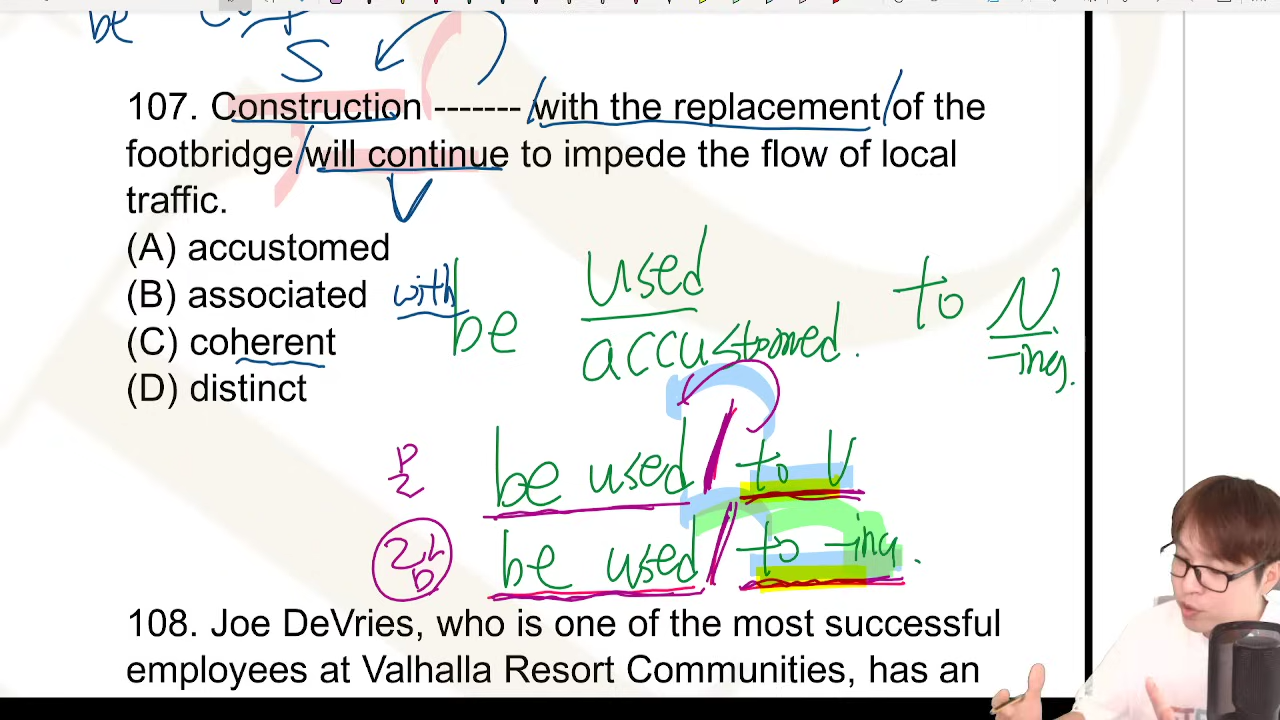 be
S
107. Construction ------- with the replacement of the
footbridge will continue to impede the flow of local
V
traffic.
(A) accustomed
(B) associated with
(C) coherent
(D) distinct
be used to N
accustomed. -ing.
be used / to V
be used / to -ing.
108. Joe DeVries, who is one of the most successful
employees at Valhalla Resort Communities, has an